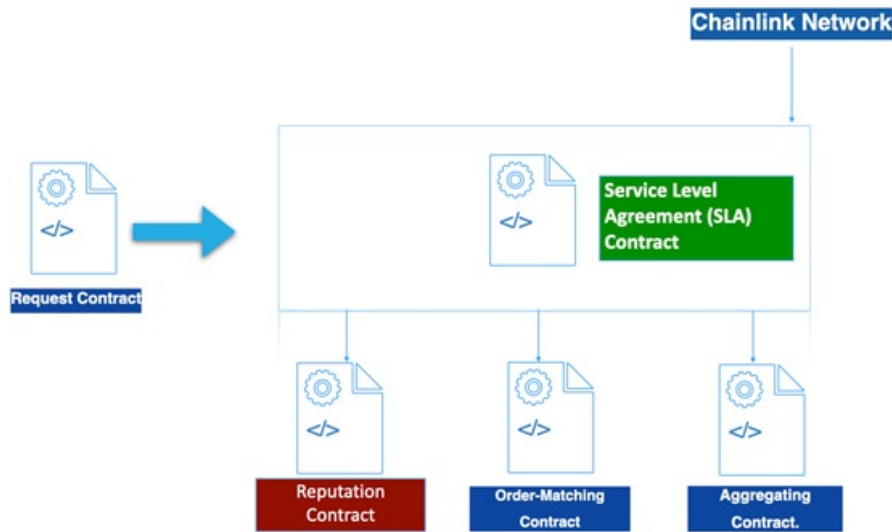 Chainlink Network
</>
Service Level
Agreement (SLA)
Contract
</>
Request Contract
</>
</>
</>
Reputation
Contract
Order-Matching
Contract
Aggregating
Contract.